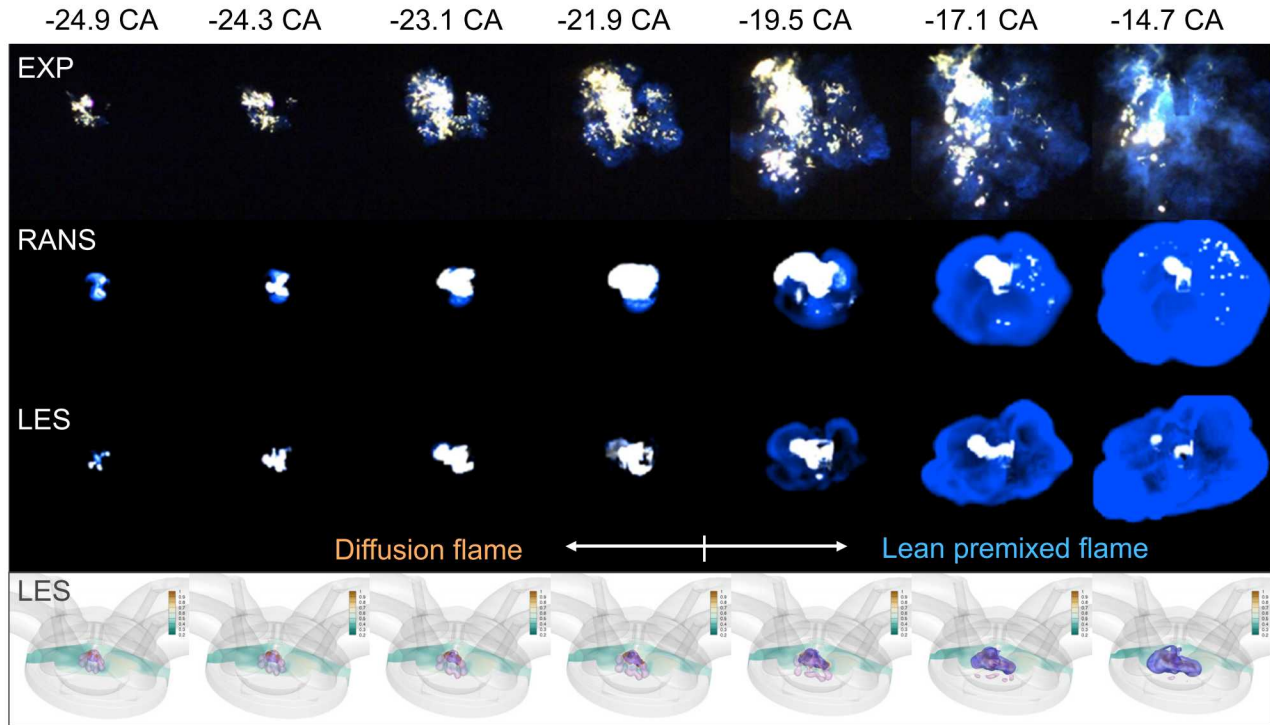 -24.9 CA -24.3 CA -23.1 CA -21.9 CA -19.5 CA -17.1 CA -14.7 CA
EXP
RANS
LES
Diffusion flame Lean premixed flame
LES